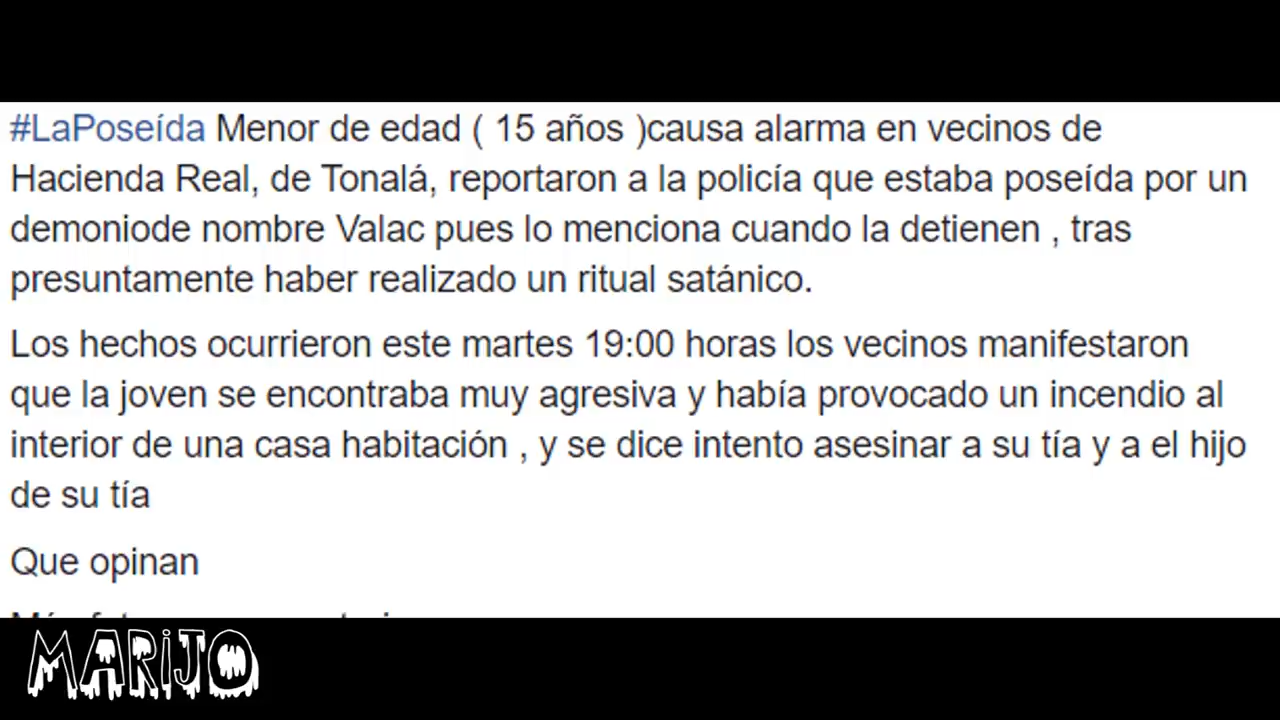 #LaPoseída Menor de edad ( 15 años )causa alarma en vecinos de
Hacienda Real, de Tonalá, reportaron a la policía que estaba poseída por un
demoniode nombre Valac pues lo menciona cuando la detienen , tras
presuntamente haber realizado un ritual satánico.
Los hechos ocurrieron este martes 19:00 horas los vecinos manifestaron
que la joven se encontraba muy agresiva y había provocado un incendio al
interior de una casa habitación , y se dice intento asesinar a su tía y a el hijo
de su tía
Que opinan
MARiJO